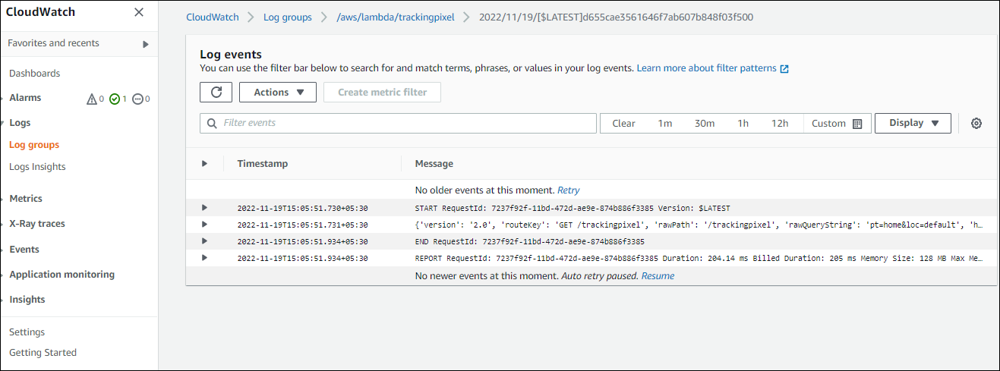 CloudWatch
Favorites and recents
Dashboards
Alarms 0 1 0
Logs
Log groups
Logs Insights
Metrics
X-Ray traces
Events
Application monitoring
Insights
Settings
Getting Started
CloudWatch Log groups /aws/lambda/trackingpixel 2022/11/19/[$LATEST]d655cae3561646f7ab607b848f03f500
Log events
You can use the filter bar below to search for and match terms, phrases, or values in your log events. Learn more about filter patterns
Actions Create metric filter
Filter events Clear 1m 30m 1h 12h Custom Display
Timestamp Message
No older events at this moment. Retry
2022-11-19T15:05:51.730+05:30 START RequestId: 7237f92f-11bd-472d-ae9e-874b886f3385 Version: $LATEST
2022-11-19T15:05:51.731+05:30 {'version': '2.0', 'routeKey': 'GET /trackingpixel', 'rawPath': '/trackingpixel', 'rawQueryString': 'pt=home&loc=default', 'h…
2022-11-19T15:05:51.934+05:30 END RequestId: 7237f92f-11bd-472d-ae9e-874b886f3385
2022-11-19T15:05:51.934+05:30 REPORT RequestId: 7237f92f-11bd-472d-ae9e-874b886f3385 Duration: 204.14 ms Billed Duration: 205 ms Memory Size: 128 MB Max Me…
No newer events at this moment. Auto retry paused. Resume